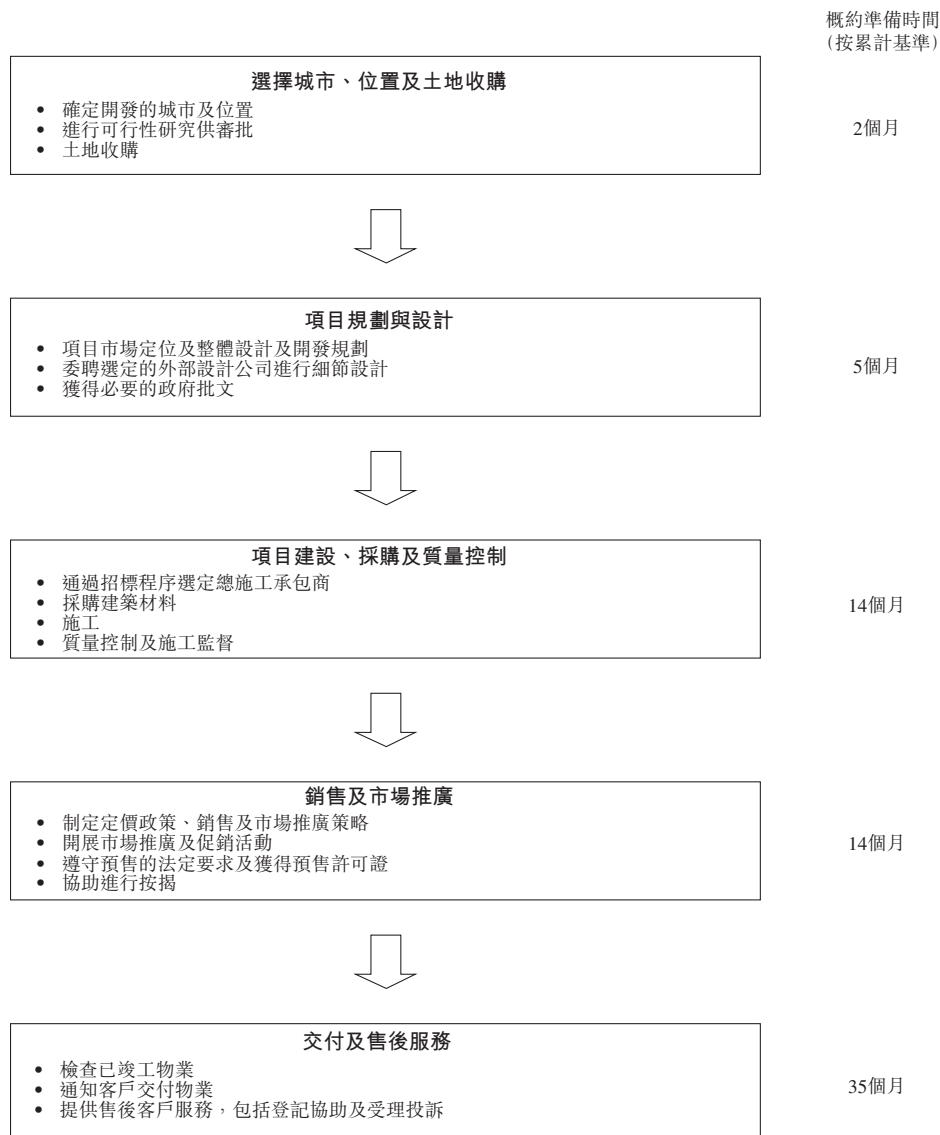 概約準備時間
(按累計基準)
選擇城市、位置及土地收購
• 確定開發的城市及位置
• 進行可行性研究供審批
• 土地收購
2個月
項目規劃與設計
• 項目市場定位及整體設計及開發規劃
• 委聘選定的外部設計公司進行細節設計
• 獲得必要的政府批文
5個月
項目建設、採購及質量控制
• 通過招標程序選定總施工承包商
• 採購建築材料
• 施工
• 質量控制及施工監督
14個月
銷售及市場推廣
• 制定定價政策、銷售及市場推廣策略
• 開展市場推廣及促銷活動
• 遵守預售的法定要求及獲得預售許可證
• 協助進行按揭
14個月
交付及售後服務
• 檢查已竣工物業
• 通知客戶交付物業
• 提供售後客戶服務，包括登記協助及受理投訴
35個月